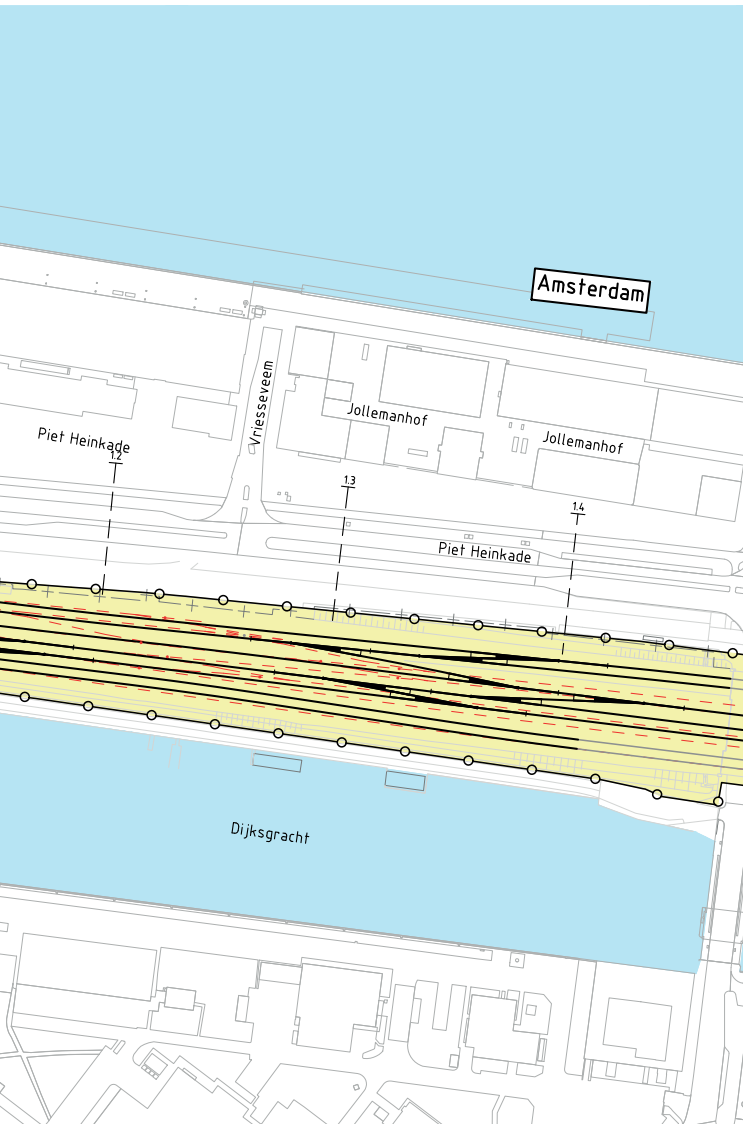 Amsterdam
Vriesseveem
Jollemanhof
Jollemanhof
Piet Heinkade
1.2
1.3
1.4
Piet Heinkade
Dijksgracht